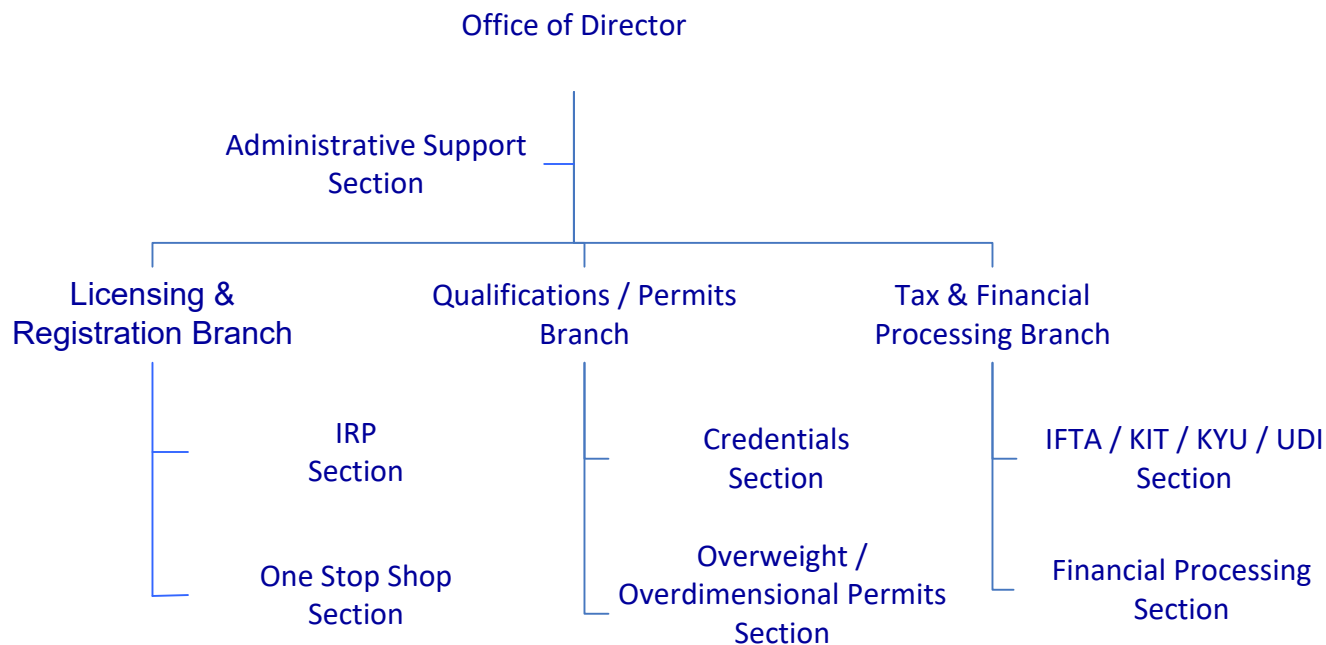 Office of Director
Administrative Support
Section
Licensing &
Registration Branch
Qualifications / Permits
Branch
Tax & Financial
Processing Branch
IRP
Section
Credentials
Section
IFTA / KIT / KYU / UDI
Section
One Stop Shop
Section
Overweight /
Overdimensional Permits
Section
Financial Processing
Section